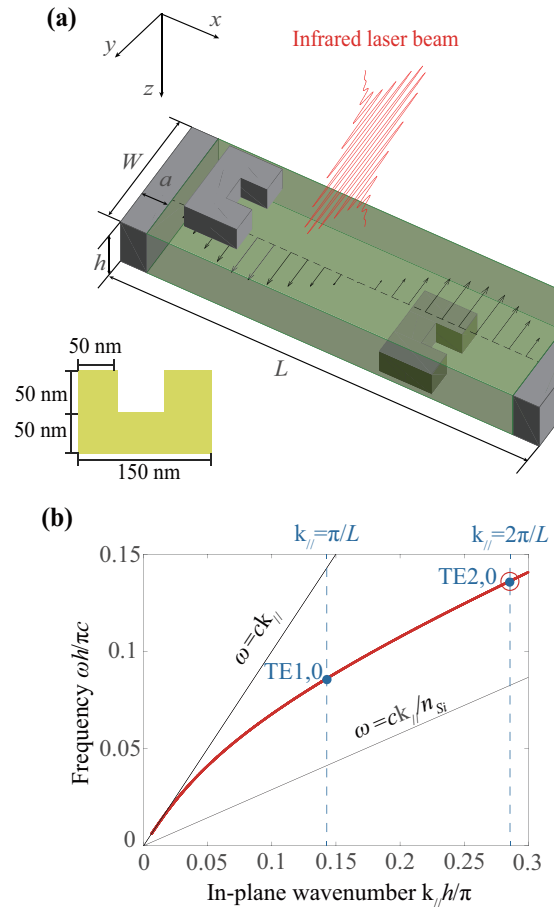 (a)
x
y
z
Infrared laser beam
W
a
h
L
50 nm
50 nm
50 nm
150 nm
(b)
k//=π/L
k//=2π/L
0.15
TE2,0
ω=ck//
0.1
TE1,0
ω=ck///nSi
0.05
0
Frequency ωh/πc
0
0.05
0.1
0.15
0.2
0.25
0.3
In-plane wavenumber k//h/π